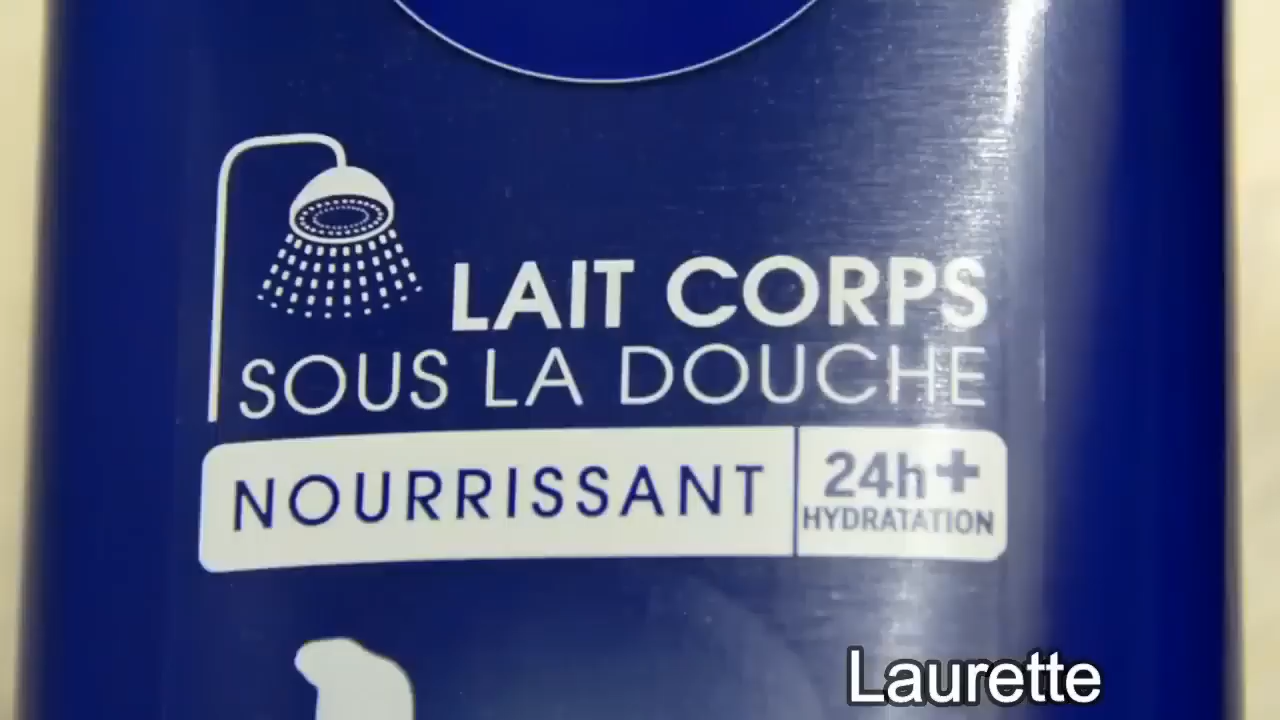 LAIT CORPS
SOUS LA DOUCHE
NOURRISSANT
24h+
HYDRATATION
Laurette